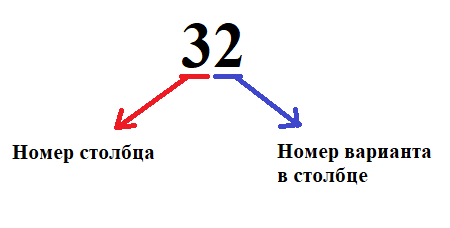 32
Номер столбца
Номер варианта
в столбце